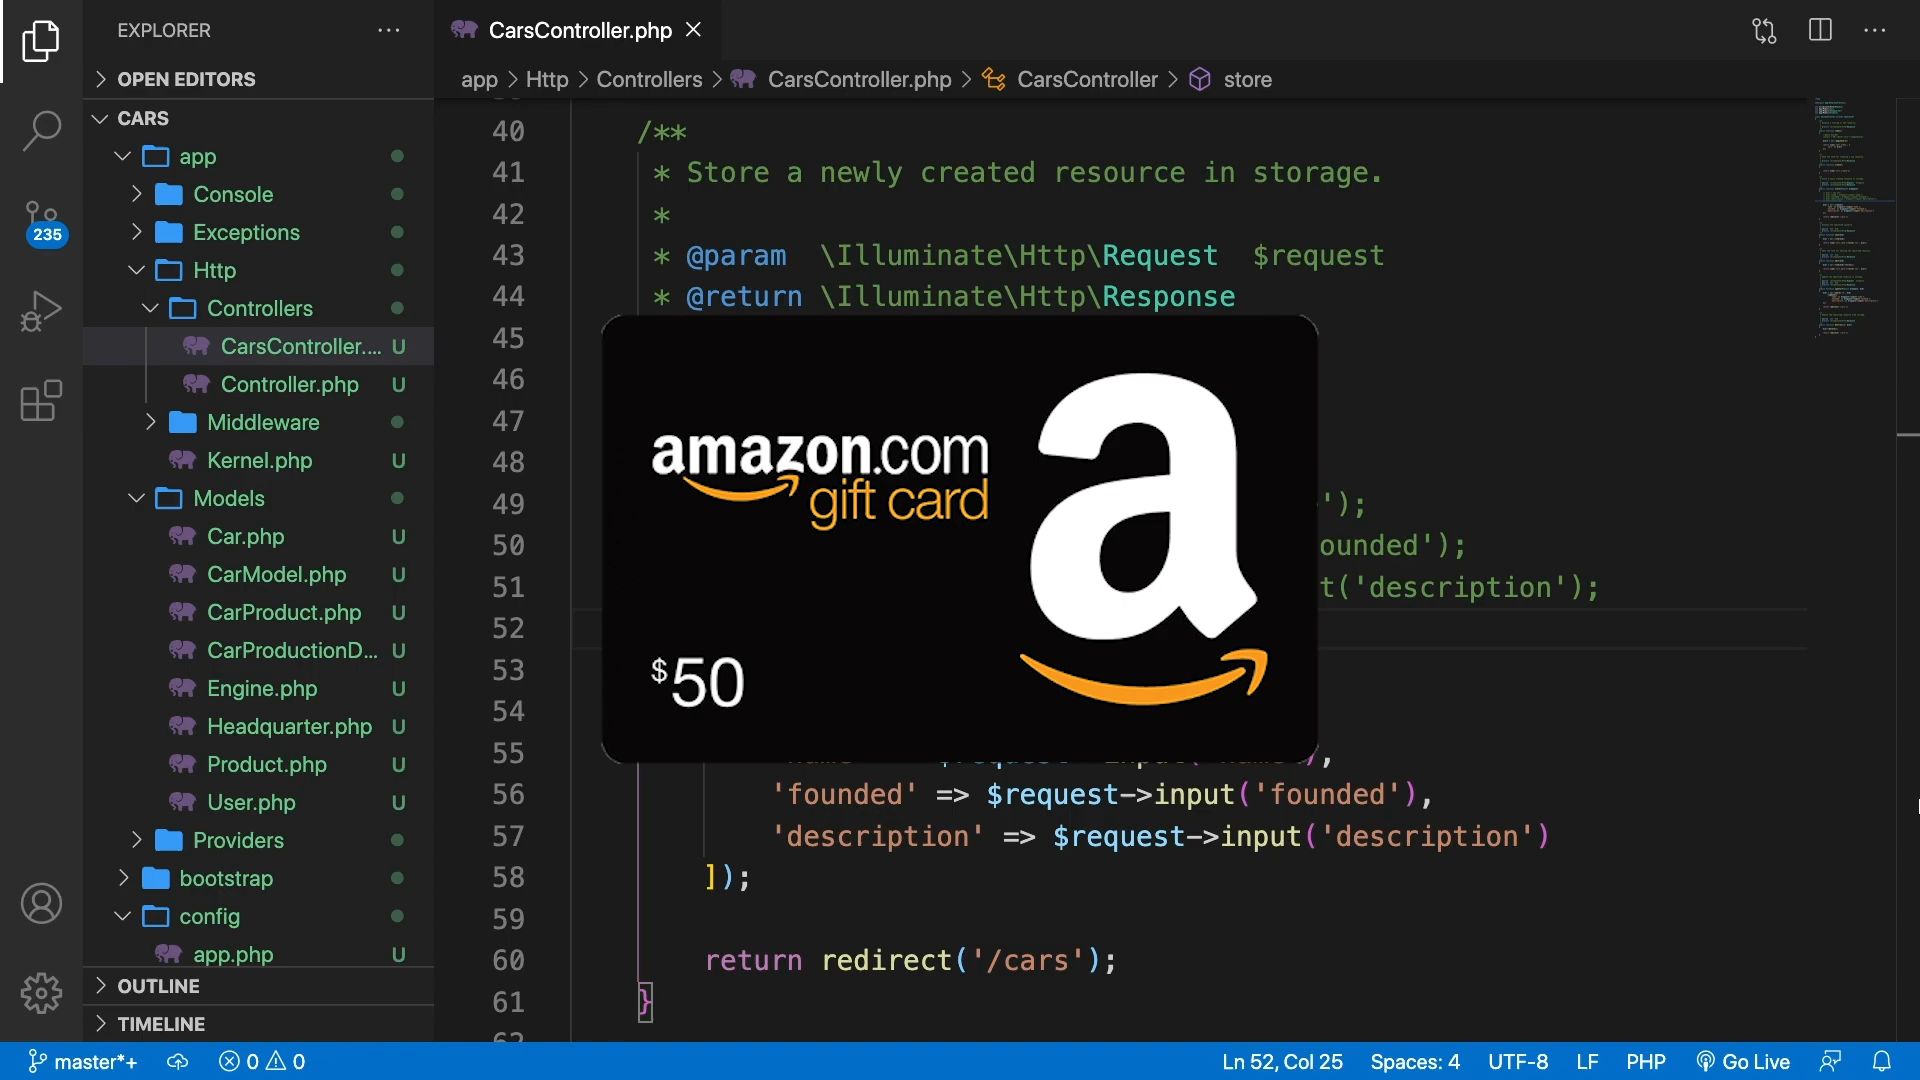 EXPLORER
CarsController.php
OPEN EDITORS
app > Http > Controllers > CarsController.php > CarsController > store
CARS
app
Console
Exceptions
Http
Controllers
CarsController.... U
Controller.php U
Middleware
Kernel.php U
Models
Car.php U
CarModel.php U
CarProduct.php U
CarProductionD... U
Engine.php U
Headquarter.php U
Product.php U
User.php U
Providers
bootstrap
config
app.php U
OUTLINE
TIMELINE
235
40 /**
41 * Store a newly created resource in storage.
42 *
43 * @param \Illuminate\Http\Request $request
44 * @return \Illuminate\Http\Response
45
46
47
48
49 ');
50 ounded');
51 t('description');
52
53
54
55
56 'founded' => $request->input('founded'),
57 'description' => $request->input('description')
58 ]);
59
60 return redirect('/cars');
61 }
amazon.com
gift card
a
$50
master*+ 0 0 Ln 52, Col 25 Spaces: 4 UTF-8 LF PHP Go Live